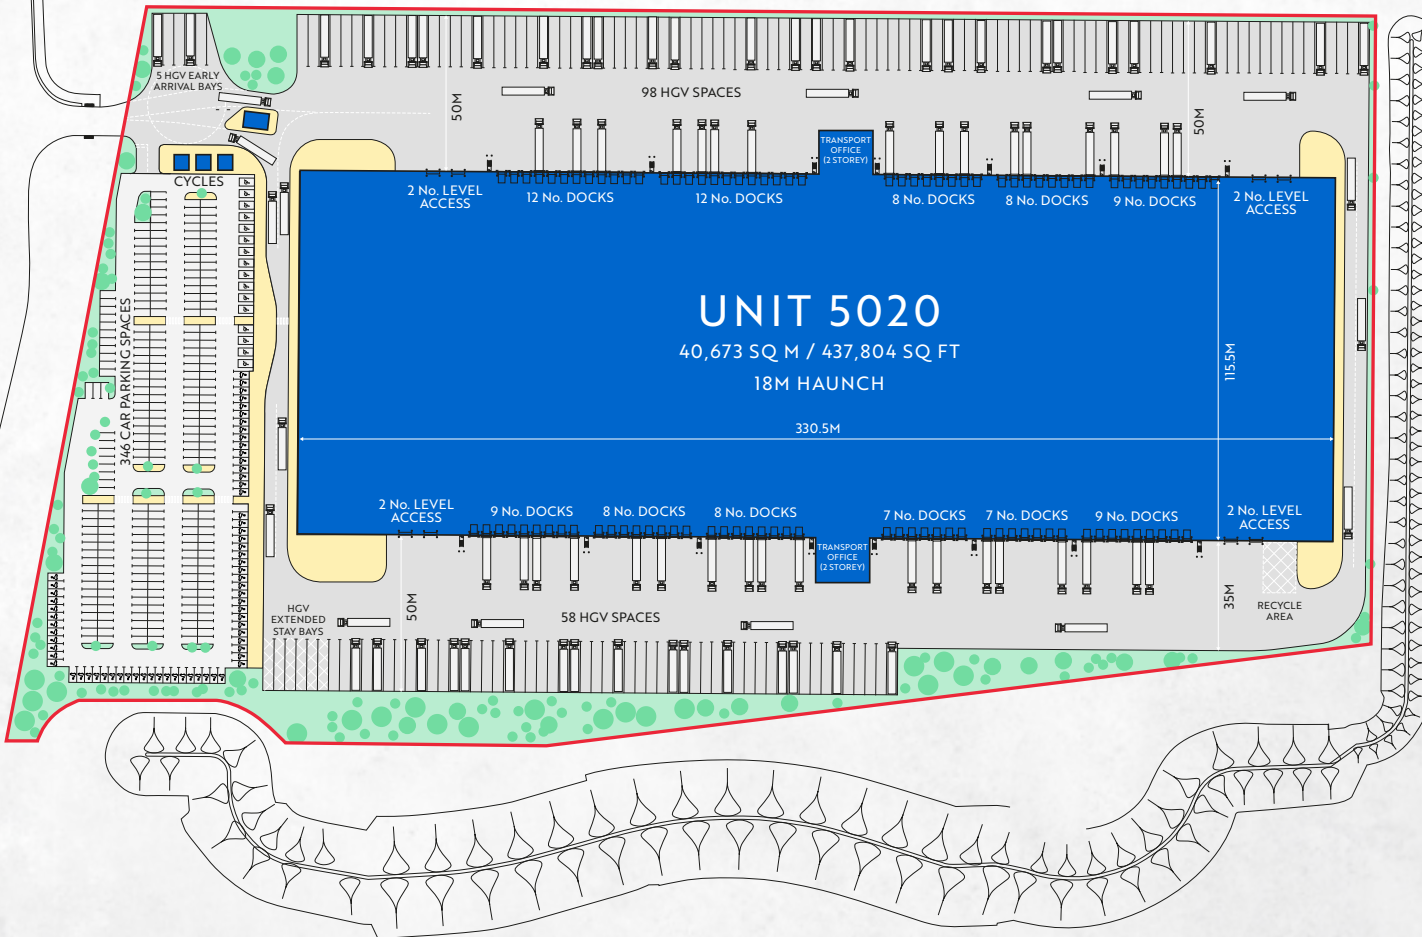 5 HGV EARLY
ARRIVAL BAYS
98 HGV SPACES
50M
50M
TRANSPORT
OFFICE
(2 STOREY)
CYCLES
2 No. LEVEL
ACCESS
12 No. DOCKS
12 No. DOCKS
8 No. DOCKS
8 No. DOCKS
9 No. DOCKS
2 No. LEVEL
ACCESS
UNIT 5020
40,673 SQ M / 437,804 SQ FT
18M HAUNCH
115.5M
330.5M
346 CAR PARKING SPACES
2 No. LEVEL
ACCESS
9 No. DOCKS
8 No. DOCKS
8 No. DOCKS
7 No. DOCKS
7 No. DOCKS
9 No. DOCKS
2 No. LEVEL
ACCESS
TRANSPORT
OFFICE
(2 STOREY)
HGV
EXTENDED
STAY BAYS
50M
58 HGV SPACES
35M
RECYCLE
AREA